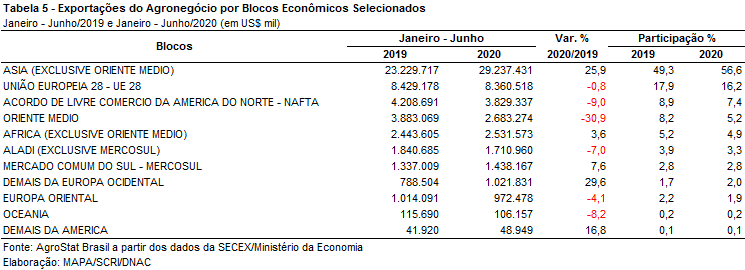 Tabela 5 - Exportações do Agronegócio por Blocos Econômicos Selecionados
Janeiro - Junho/2019 e Janeiro - Junho/2020 (em US$ mil)
Blocos Janeiro - Junho Var. % Participação %
2019 2020 2020/2019 2019 2020
ASIA (EXCLUSIVE ORIENTE MEDIO) 23.229.717 29.237.431 25,9 49,3 56,6
UNIÃO EUROPEIA 28 - UE 28 8.429.178 8.360.518 -0,8 17,9 16,2
ACORDO DE LIVRE COMERCIO DA AMERICA DO NORTE - NAFTA 4.208.691 3.829.337 -9,0 8,9 7,4
ORIENTE MEDIO 3.883.069 2.683.274 -30,9 8,2 5,2
AFRICA (EXCLUSIVE ORIENTE MEDIO) 2.443.605 2.531.573 3,6 5,2 4,9
ALADI (EXCLUSIVE MERCOSUL) 1.840.685 1.710.960 -7,0 3,9 3,3
MERCADO COMUM DO SUL - MERCOSUL 1.337.009 1.438.167 7,6 2,8 2,8
DEMAIS DA EUROPA OCIDENTAL 788.504 1.021.831 29,6 1,7 2,0
EUROPA ORIENTAL 1.014.091 972.478 -4,1 2,2 1,9
OCEANIA 115.690 106.157 -8,2 0,2 0,2
DEMAIS DA AMERICA 41.920 48.949 16,8 0,1 0,1
Fonte: AgroStat Brasil a partir dos dados da SECEX/Ministério da Economia
Elaboração: MAPA/SCRI/DNAC